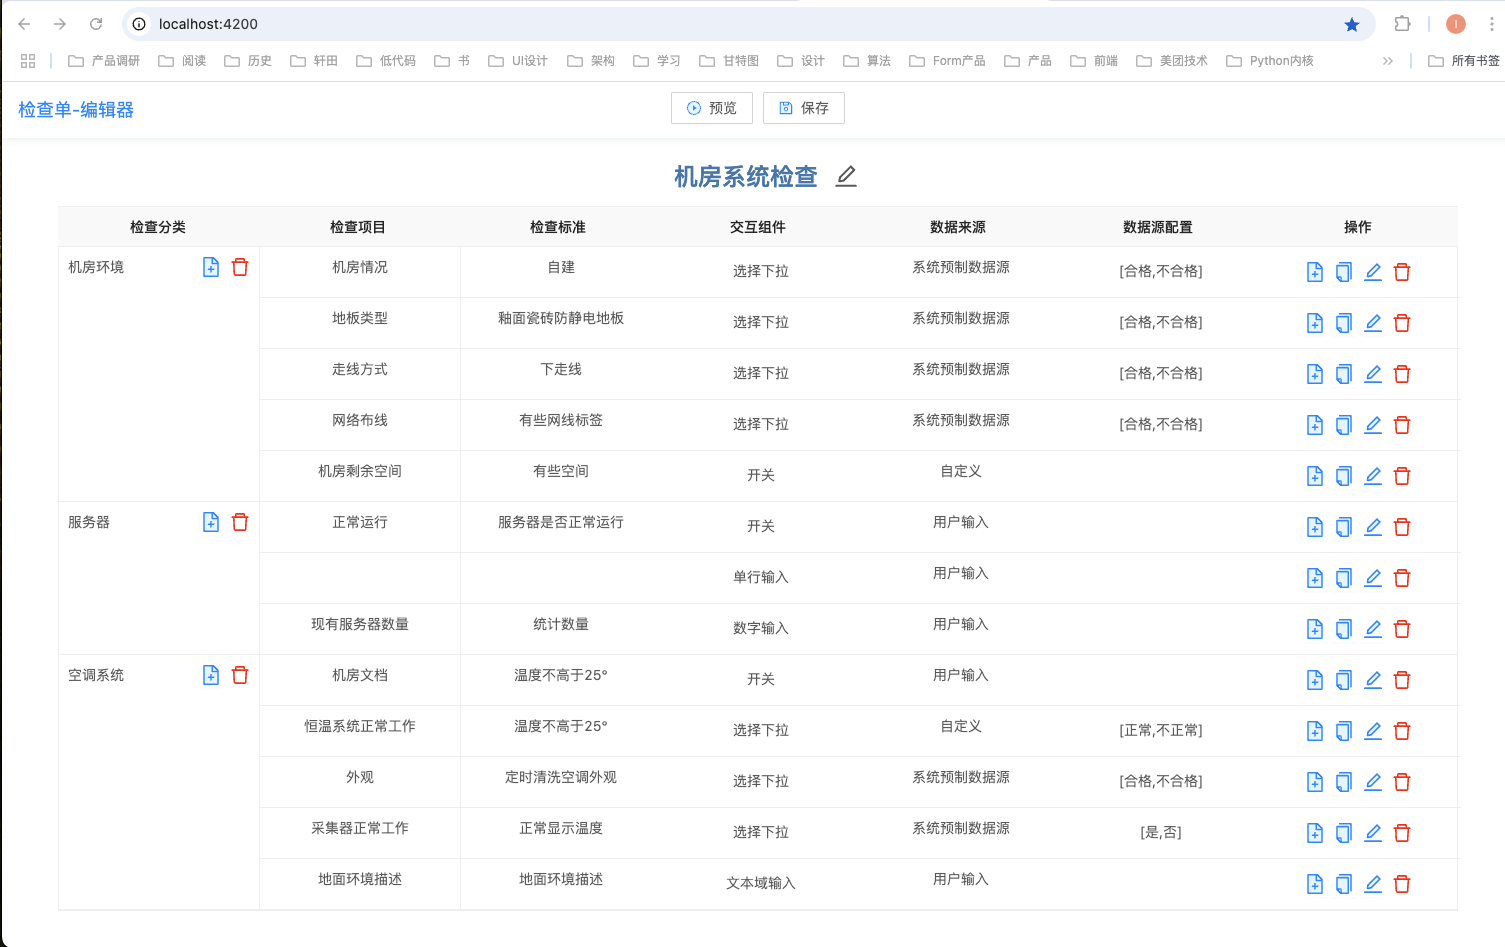 localhost:4200
产品调研 阅读 历史 轩田 低代码 书 UI设计 架构 学习 甘特图 设计 算法 Form产品 产品 前端 美团技术 Python内核 » 所有书签
I
检查单-编辑器 预览 保存
机房系统检查
检查分类 检查项目 检查标准 交互组件 数据来源 数据源配置 操作
机房环境 机房情况 自建 选择下拉 系统预制数据源 [合格,不合格]
地板类型 釉面瓷砖防静电地板 选择下拉 系统预制数据源 [合格,不合格]
走线方式 下走线 选择下拉 系统预制数据源 [合格,不合格]
网络布线 有些网线标签 选择下拉 系统预制数据源 [合格,不合格]
机房剩余空间 有些空间 开关 自定义
服务器 正常运行 服务器是否正常运行 开关 用户输入
单行输入 用户输入
现有服务器数量 统计数量 数字输入 用户输入
空调系统 机房文档 温度不高于25° 开关 用户输入
恒温系统正常工作 温度不高于25° 选择下拉 自定义 [正常,不正常]
外观 定时清洗空调外观 选择下拉 系统预制数据源 [合格,不合格]
采集器正常工作 正常显示温度 选择下拉 系统预制数据源 [是,否]
地面环境描述 地面环境描述 文本域输入 用户输入